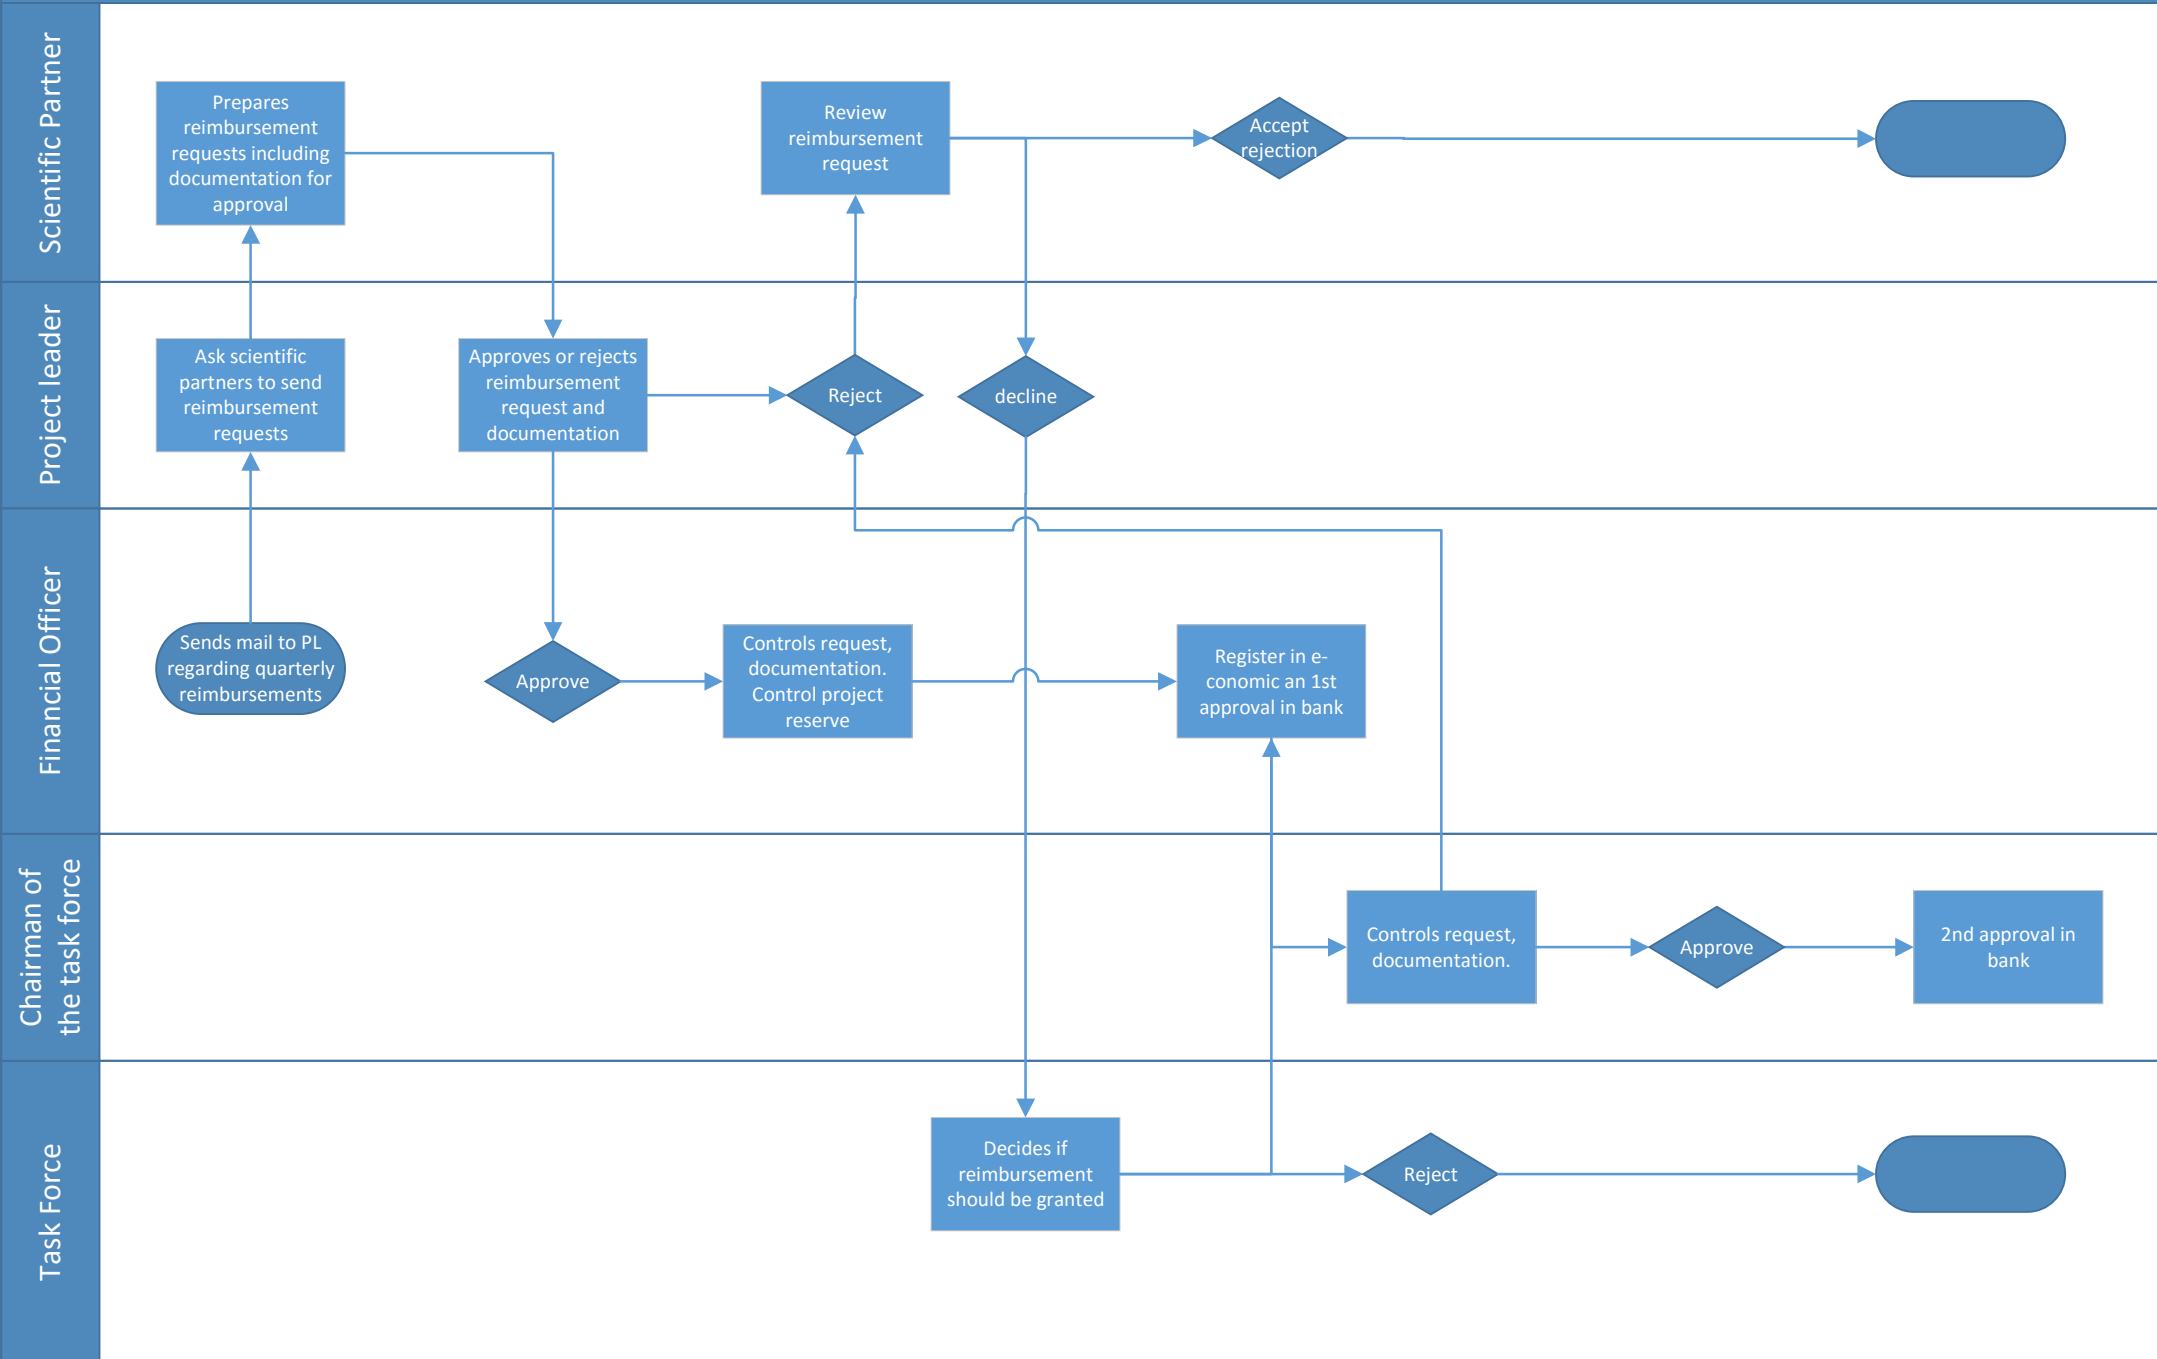 Scientific Partner
Prepares
reimbursement
requests including
documentation for
approval
Review
reimbursement
request
Accept
rejection
Project leader
Ask scientific
partners to send
reimbursement
requests
Approves or rejects
reimbursement
request and
documentation
Reject
decline
Financial Officer
Sends mail to PL
regarding quarterly
reimbursements
Approve
Controls request,
documentation.
Control project
reserve
Register in e-
conomic an 1st
approval in bank
Chairman of
the task force
Controls request,
documentation.
Approve
2nd approval in
bank
Task Force
Decides if
reimbursement
should be granted
Reject